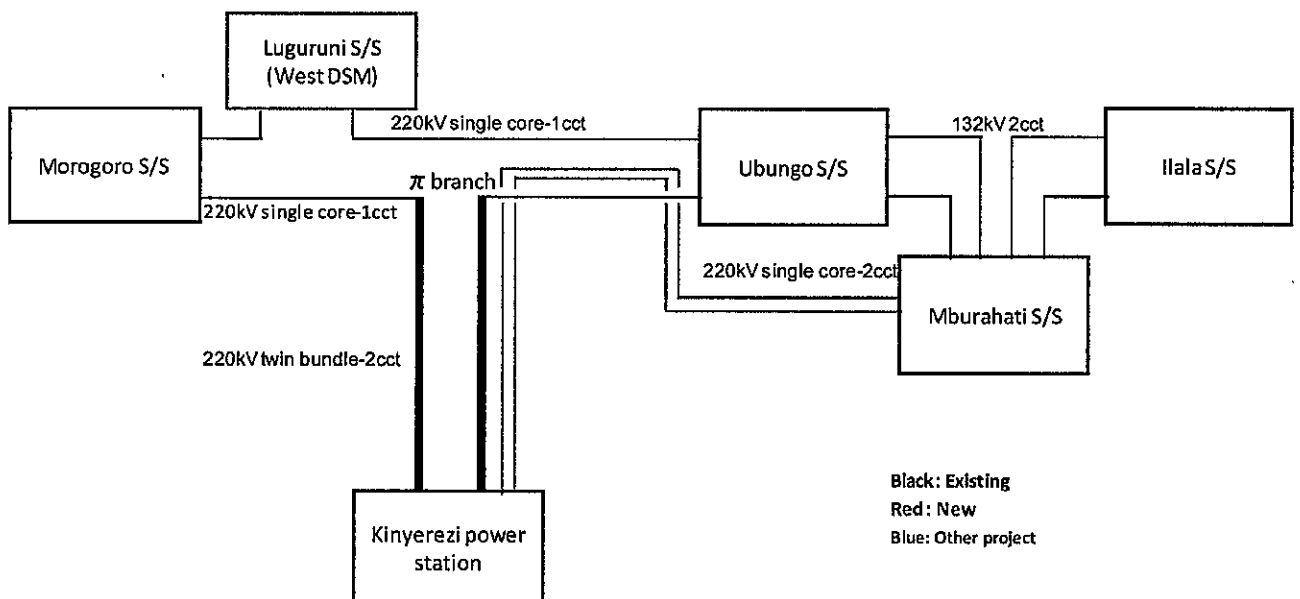 Luguruni S/S
(West DSM)
Morogoro S/S
220kV single core-1cct
Ubungo S/S
132kV 2cct
Ilala S/S
π branch
220kV single core-1cct
220kV single core-2cct
Mburahati S/S
220kV twin bundle-2cct
Kinyerezi power
station
Black: Existing
Red: New
Blue: Other project